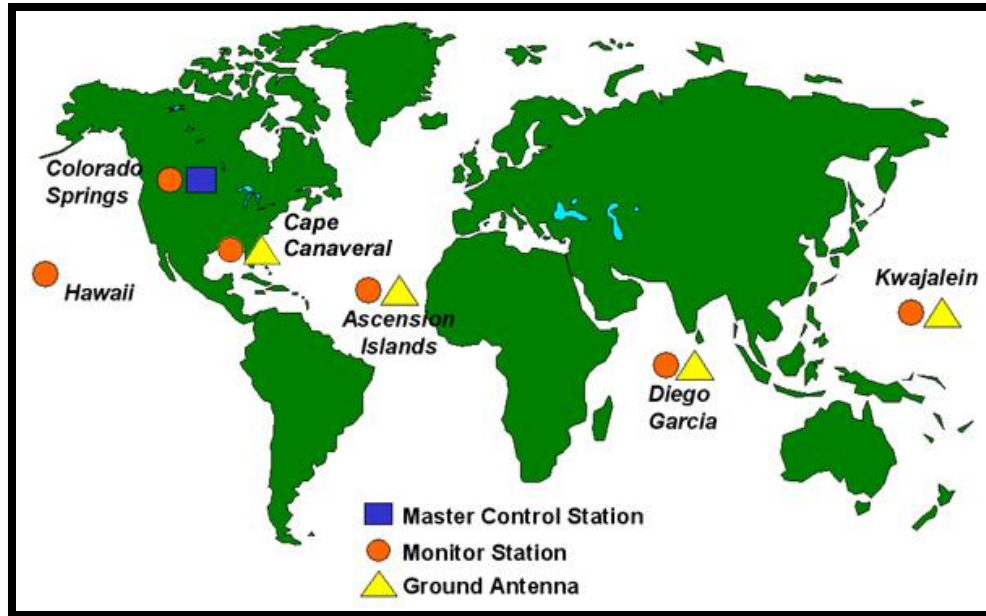 Colorado
Springs
Cape
Canaveral
Hawaii
Ascension
Islands
Kwajalein
Diego
Garcia
Master Control Station
Monitor Station
Ground Antenna